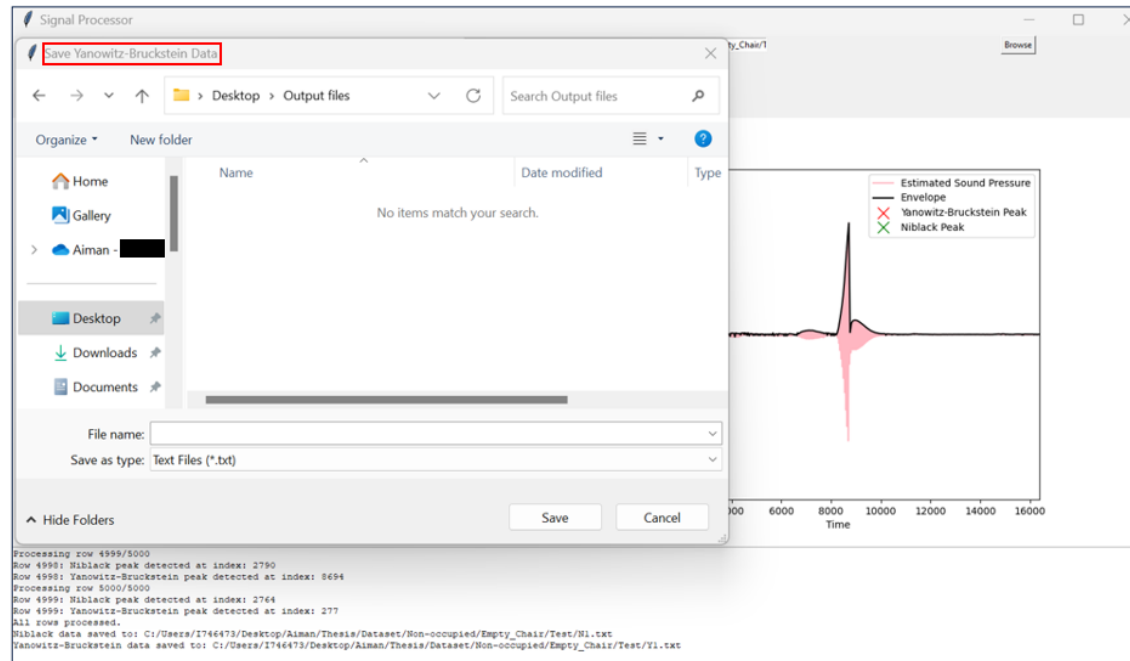 Signal Processor
Save Yanowitz-Bruckstein Data
ty_Chair/T
Browse
Desktop > Output files
Search Output files
Organize
New folder
Name
Date modified
Type
No items match your search.
Home
Gallery
Aiman -
Desktop
Downloads
Documents
File name:
Save as type: Text Files (*.txt)
Hide Folders
Save
Cancel
Estimated Sound Pressure
Envelope
Yanowitz-Bruckstein Peak
Niblack Peak
000 6000 8000 10000 12000 14000 16000
Time
Processing row 4999/5000
Row 4998: Niblack peak detected at index: 2790
Row 4998: Yanowitz-Bruckstein peak detected at index: 8694
Processing row 5000/5000
Row 4999: Niblack peak detected at index: 2764
Row 4999: Yanowitz-Bruckstein peak detected at index: 277
All rows processed.
Niblack data saved to: C:/Users/I746473/Desktop/Aiman/Thesis/Dataset/Non-occupied/Empty_Chair/Test/N1.txt
Yanowitz-Bruckstein data saved to: C:/Users/I746473/Desktop/Aiman/Thesis/Dataset/Non-occupied/Empty_Chair/Test/Y1.txt